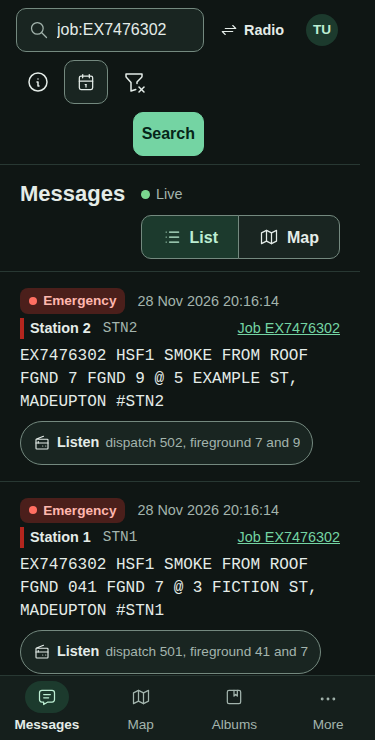 job:EX7476302
Radio
TU
Search
Messages
Live
List
Map
Emergency 28 Nov 2026 20:16:14
Station 2 STN2 Job EX7476302
EX7476302 HSF1 SMOKE FROM ROOF
FGND 7 FGND 9 @ 5 EXAMPLE ST,
MADEUPTON #STN2
Listen dispatch 502, fireground 7 and 9
Emergency 28 Nov 2026 20:16:14
Station 1 STN1 Job EX7476302
EX7476302 HSF1 SMOKE FROM ROOF
FGND 041 FGND 7 @ 3 FICTION ST,
MADEUPTON #STN1
Listen dispatch 501, fireground 41 and 7
Messages Map Albums More